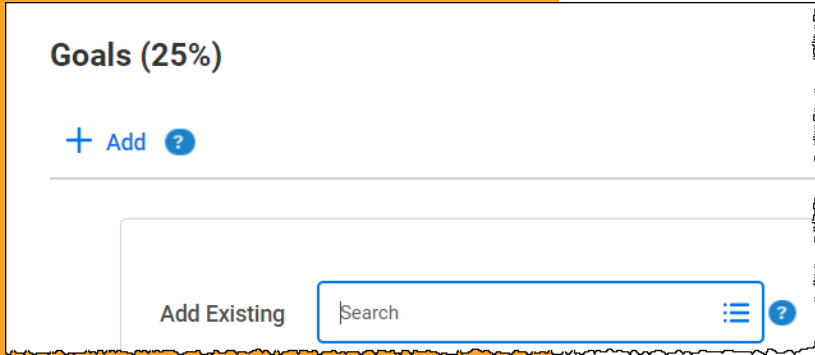 Goals (25%)
+ Add ?
Add Existing Search ?